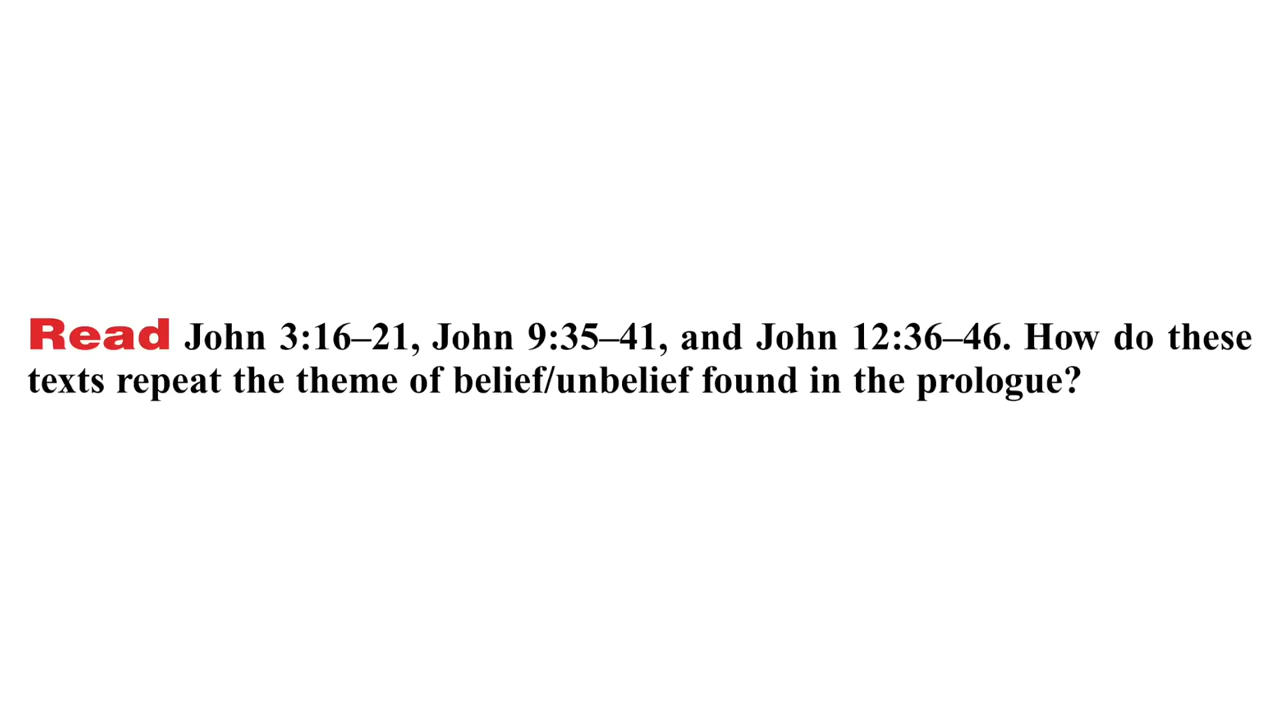 Read John 3:16–21, John 9:35–41, and John 12:36–46. How do these
texts repeat the theme of belief/unbelief found in the prologue?